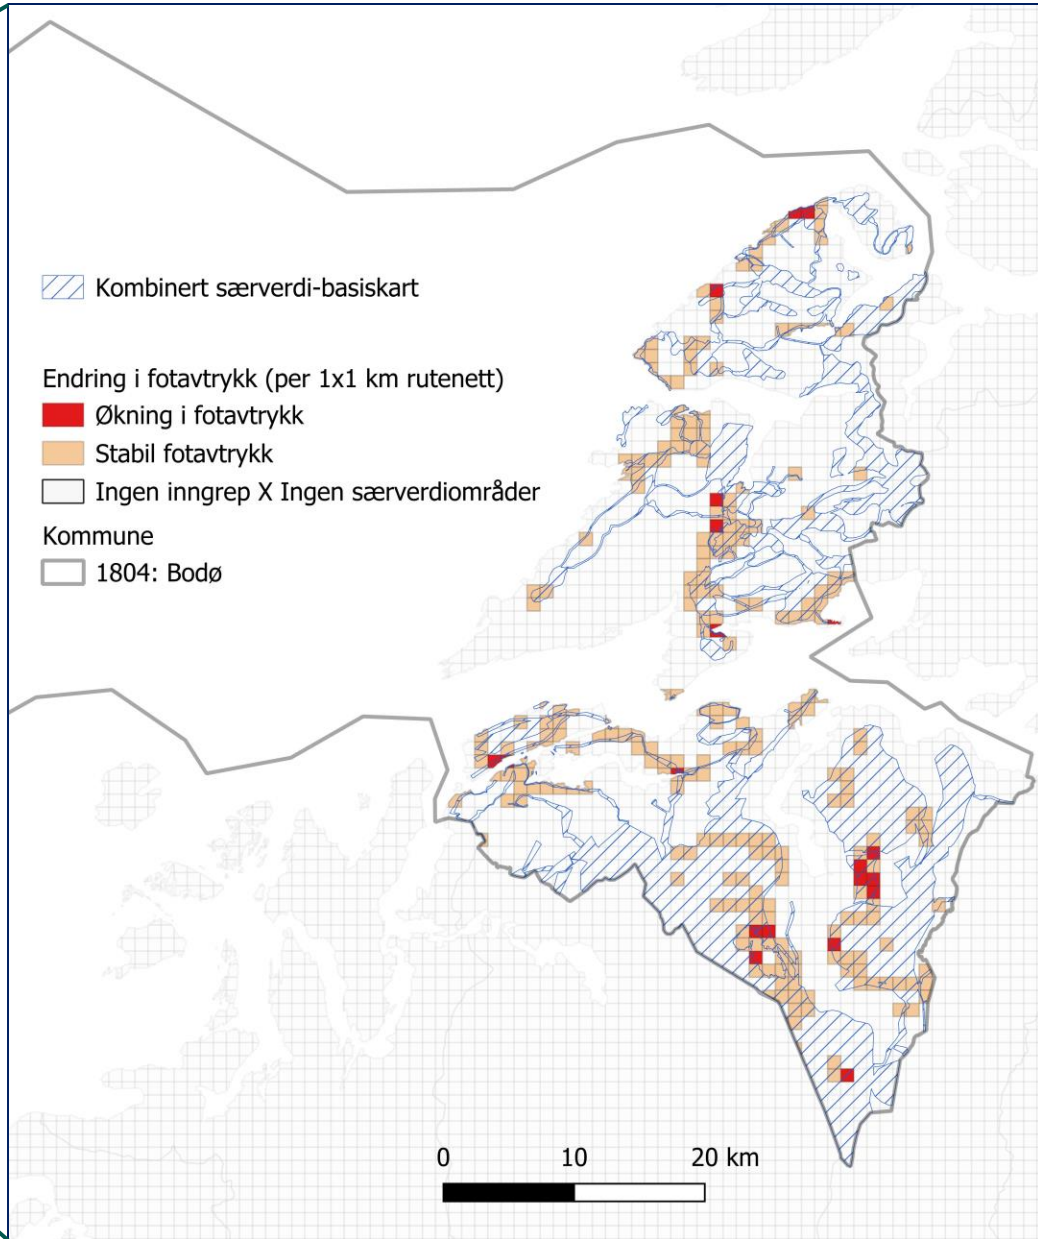 Kombinert særverdi-basiskart
Endring i fotavtrykk (per 1x1 km rutenett)
Økning i fotavtrykk
Stabil fotavtrykk
Ingen inngrep X Ingen særverdiområder
Kommune
1804: Bodø
0 10 20 km